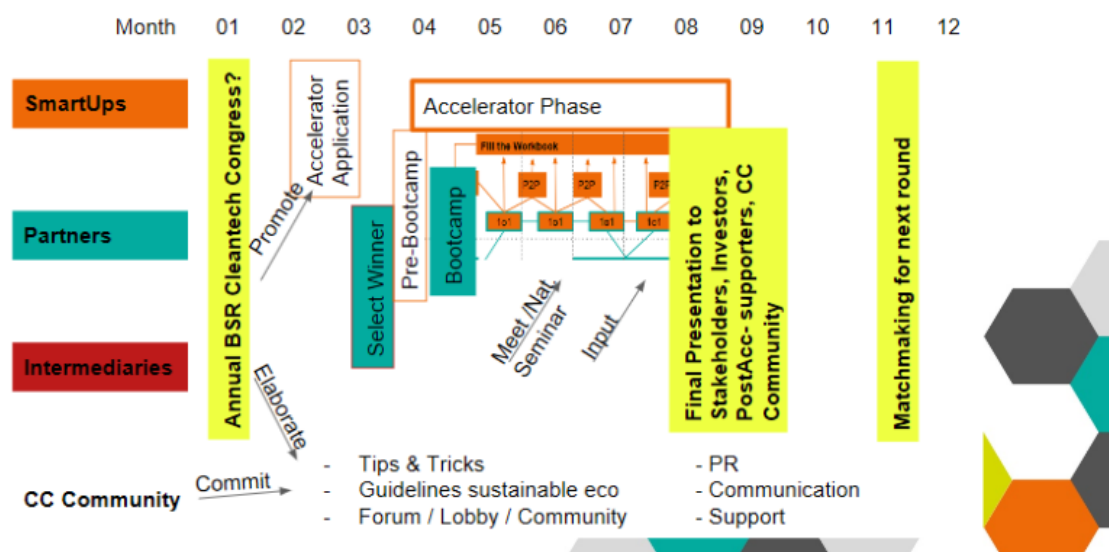 Month 01 02 03 04 05 06 07 08 09 10 11 12
SmartUps
Partners
Intermediaries
CC Community
Annual BSR Cleantech Congress?
Promote
Elaborate
Commit
Accelerator
Application
Select Winner
Pre-Bootcamp
Accelerator Phase
Bootcamp
Fill the Workbook
P2P P2P P2P
1o1 1o1 1o1 1o1
Meet /Nat
Seminar
Input
Final Presentation to
Stakeholders, Investors,
PostAcc- supporters, CC
Community
Matchmaking for next round
- Tips & Tricks
- Guidelines sustainable eco
- Forum / Lobby / Community
- PR
- Communication
- Support